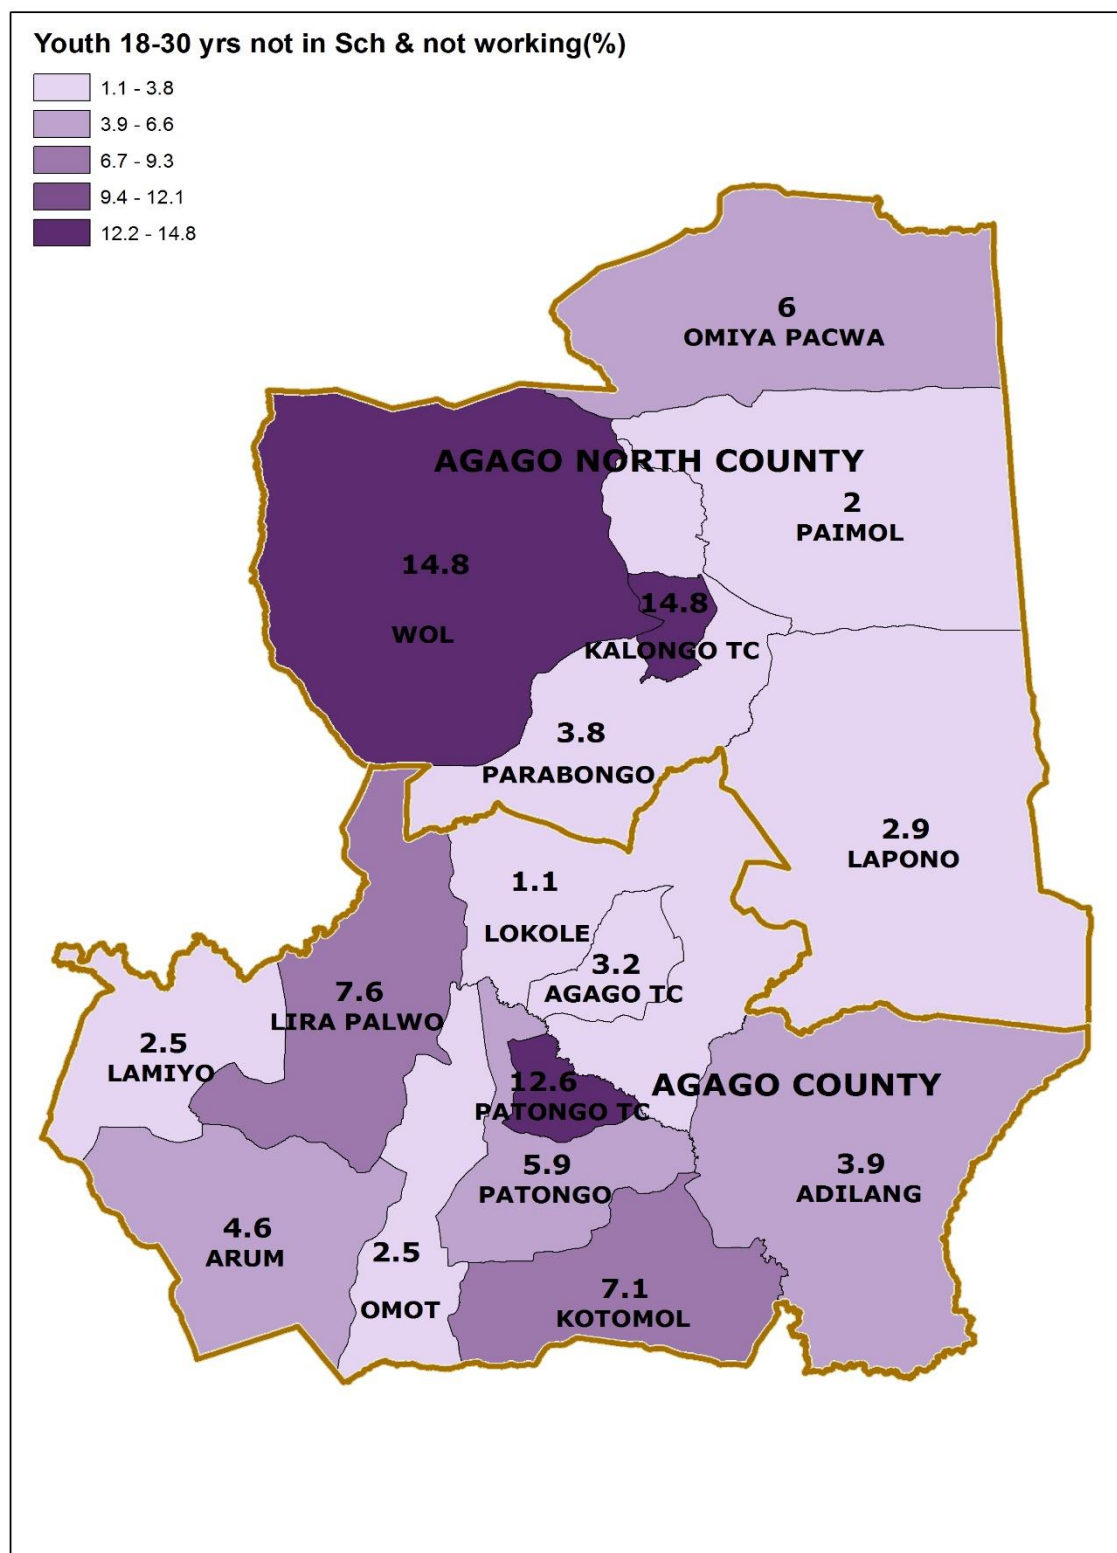 Youth 18-30 yrs not in Sch & not working(%)
1.1 - 3.8
3.9 - 6.6
6.7 - 9.3
9.4 - 12.1
12.2 - 14.8
6
OMIYA PACWA
AGAGO NORTH COUNTY
2
PAIMOL
14.8
WOL
14.8
KALONGO TC
3.8
PARABONGO
2.9
LAPONO
1.1
LOKOLE
3.2
AGAGO TC
7.6
LIRA PALWO
2.5
LAMIYO
12.6
PATONGO TC
AGAGO COUNTY
5.9
PATONGO
3.9
ADILANG
4.6
ARUM
2.5
OMOT
7.1
KOTOMOL